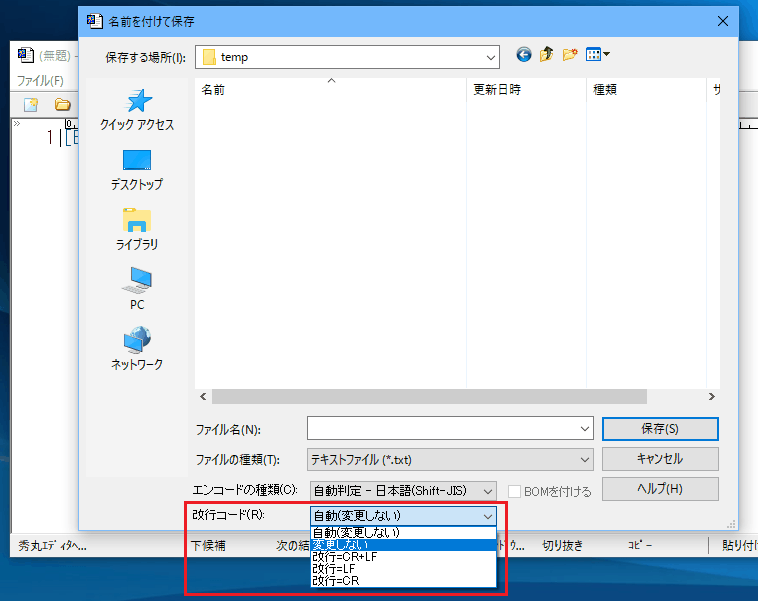 名前を付けて保存
(無題) -
ファイル(F)
保存する場所(I):
temp
名前
更新日時
種類
サ
クイック アクセス
デスクトップ
ライブラリ
PC
ネットワーク
0
1
ファイル名(N):
保存(S)
ファイルの種類(T):
テキストファイル (*.txt)
キャンセル
エンコードの種類(C):
自動判定 - 日本語(Shift-JIS)
BOMを付ける
ヘルプ(H)
改行コード(R):
自動(変更しない)
自動(変更しない)
変更しない
改行=CR+LF
改行=LF
改行=CR
秀丸エディタへ...
下候補
次の結
ドウ...
切り抜き
コピー
貼り付け